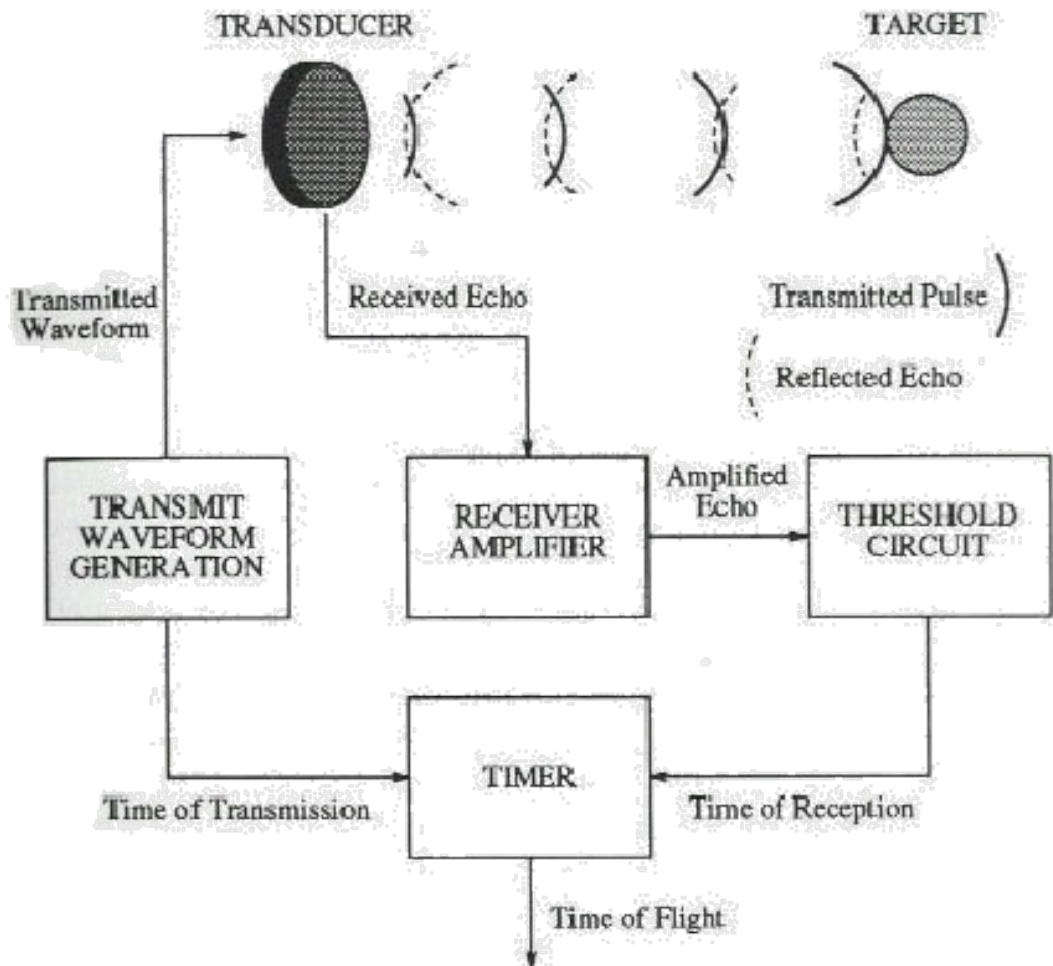 TRANSDUCER
TARGET
Transmitted
Waveform
Received Echo
Transmitted Pulse
Reflected Echo
TRANSMIT
WAVEFORM
GENERATION
RECEIVER
AMPLIFIER
Amplified
Echo
THRESHOLD
CIRCUIT
TIMER
Time of Transmission
Time of Reception
Time of Flight